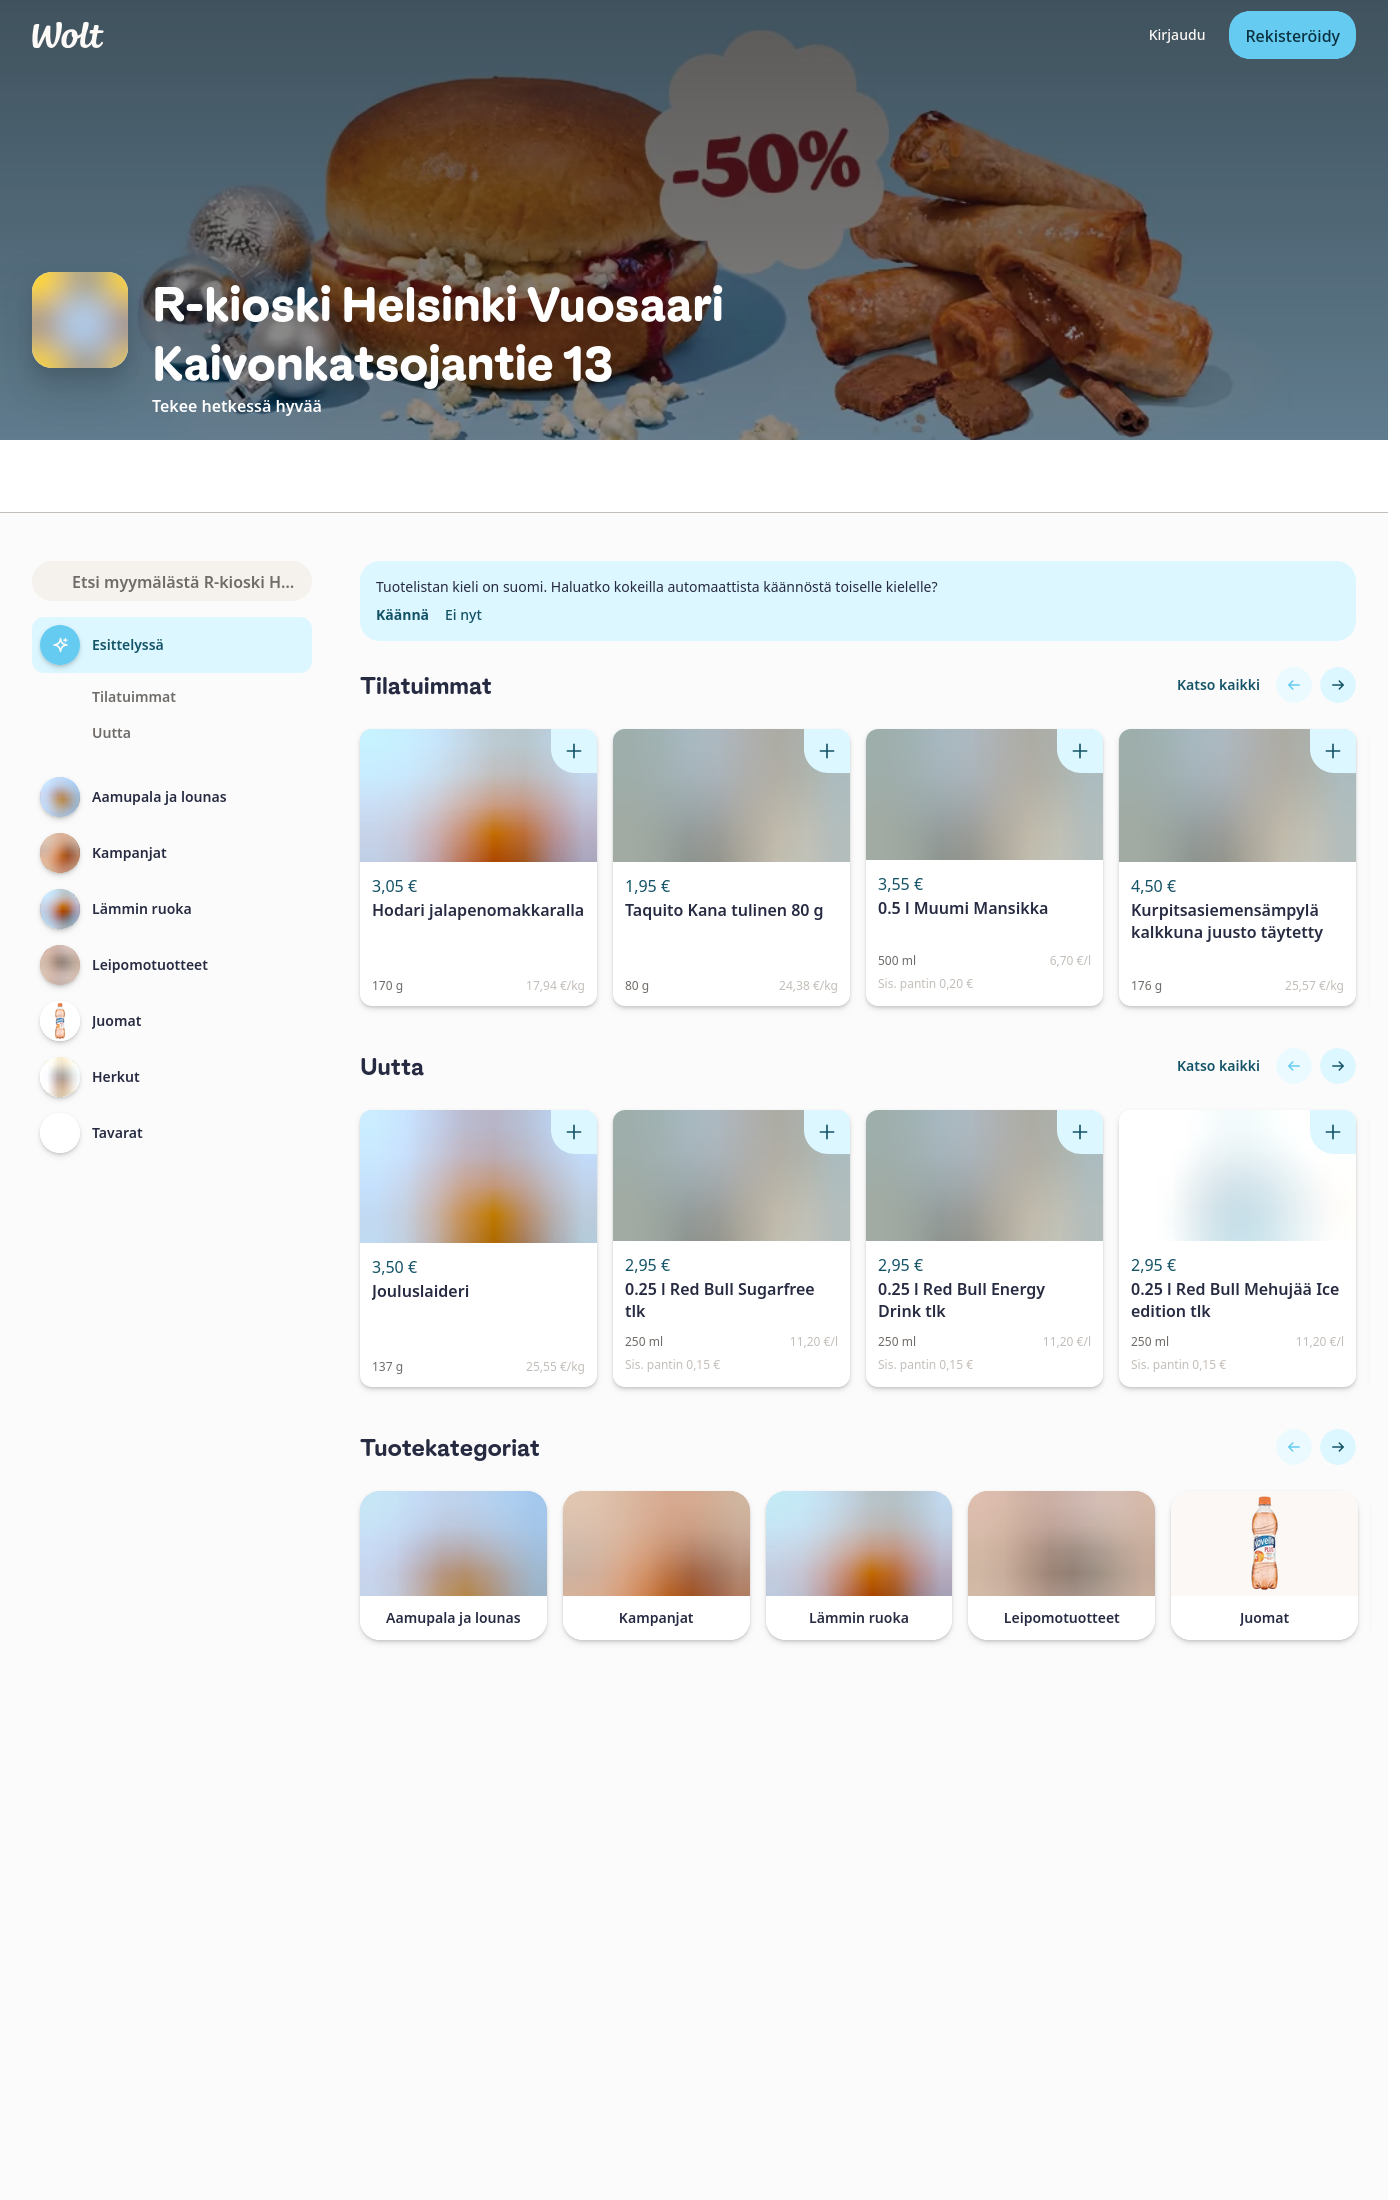 Wolt
Kirjaudu
Rekisteröidy
-50%
R-kioski Helsinki Vuosaari
Kaivonkatsojantie 13
Tekee hetkessä hyvää
Etsi myymälästä R-kioski H...
Esittelyssä
Tilatuimmat
Uutta
Aamupala ja lounas
Kampanjat
Lämmin ruoka
Leipomotuotteet
Juomat
Herkut
Tavarat
Tuotelistan kieli on suomi. Haluatko kokeilla automaattista käännöstä toiselle kielelle?
Käännä Ei nyt
Tilatuimmat
Katso kaikki
3,05 €
Hodari jalapenomakkaralla
170 g 17,94 €/kg
1,95 €
Taquito Kana tulinen 80 g
80 g 24,38 €/kg
3,55 €
0.5 l Muumi Mansikka
500 ml 6,70 €/l
Sis. pantin 0,20 €
4,50 €
Kurpitsasiemensämpylä
kalkkuna juusto täytetty
176 g 25,57 €/kg
Uutta
Katso kaikki
3,50 €
Jouluslaideri
137 g 25,55 €/kg
2,95 €
0.25 l Red Bull Sugarfree
tlk
250 ml 11,20 €/l
Sis. pantin 0,15 €
2,95 €
0.25 l Red Bull Energy
Drink tlk
250 ml 11,20 €/l
Sis. pantin 0,15 €
2,95 €
0.25 l Red Bull Mehujää Ice
edition tlk
250 ml 11,20 €/l
Sis. pantin 0,15 €
Tuotekategoriat
Aamupala ja lounas
Kampanjat
Lämmin ruoka
Leipomotuotteet
Novelle
PLUS
Juomat